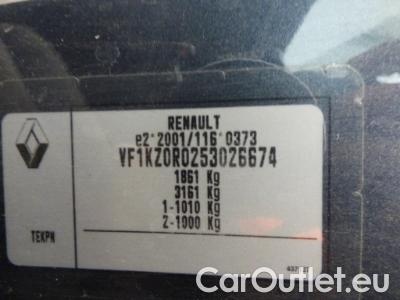 RENAULT
e2*2001/116*0373
VF1KZ0R0253026674
1861 Kg
3161 Kg
1-1010 Kg
2-1000 Kg
TEKPN
CarOutlet.eu